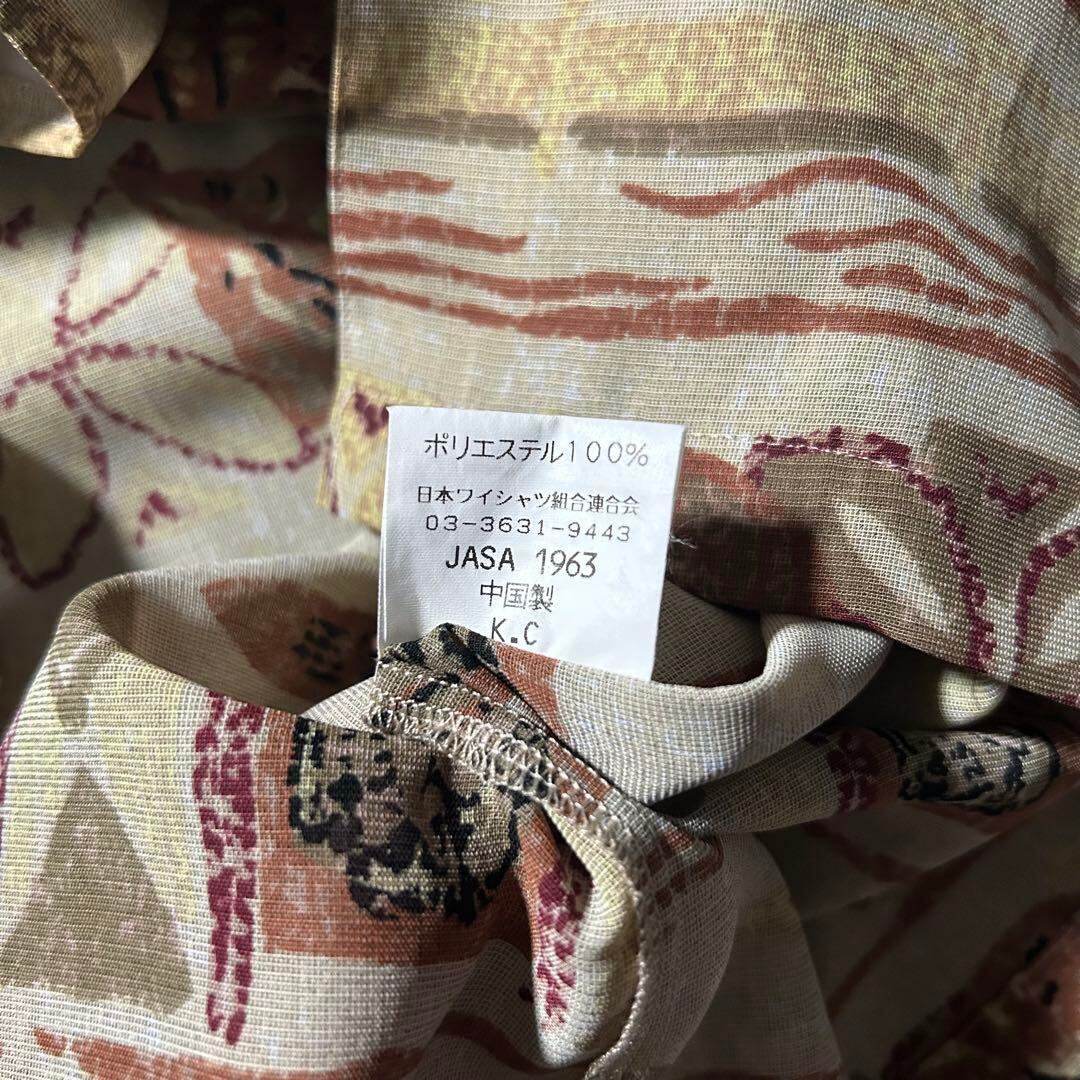 ポリエステル100%
日本ワイシャツ組合連合会
03-3631-9443
JASA 1963
中国製
K.C